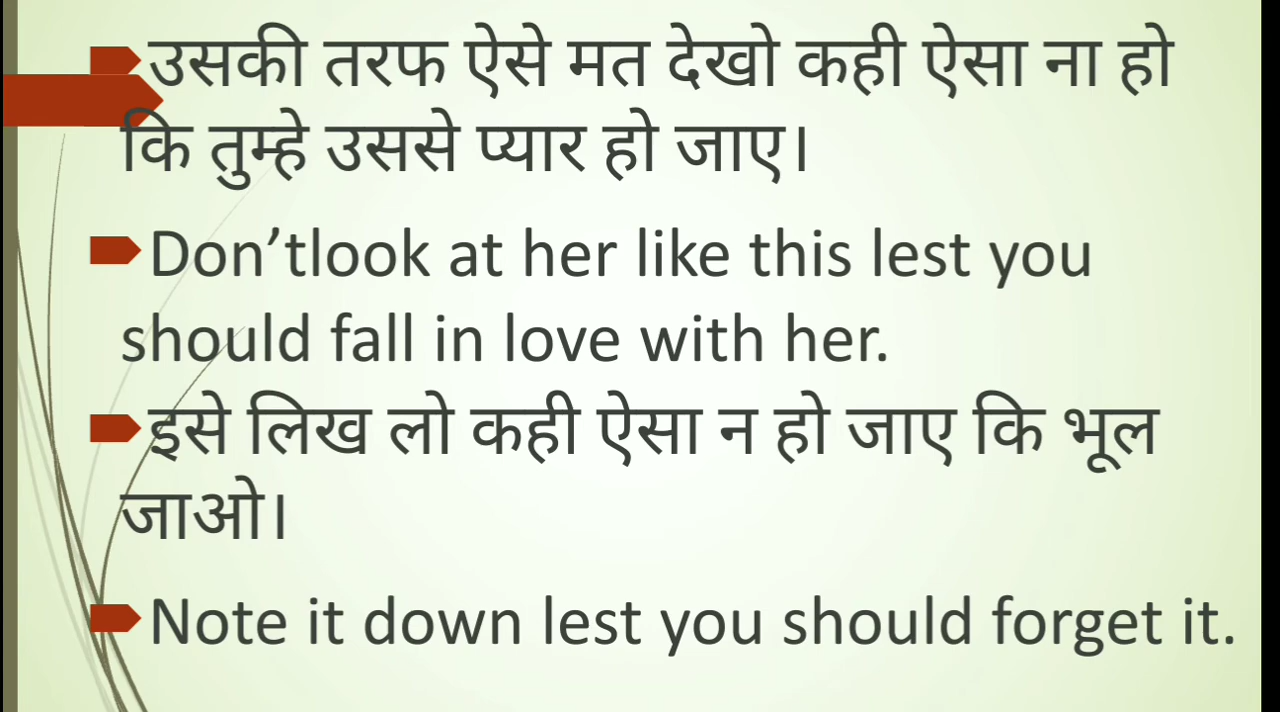 उसकी तरफ ऐसे मत देखो कही ऐसा ना हो
कि तुम्हे उससे प्यार हो जाए।
Don’tlook at her like this lest you
should fall in love with her.
इसे लिख लो कही ऐसा न हो जाए कि भूल
जाओ।
Note it down lest you should forget it.